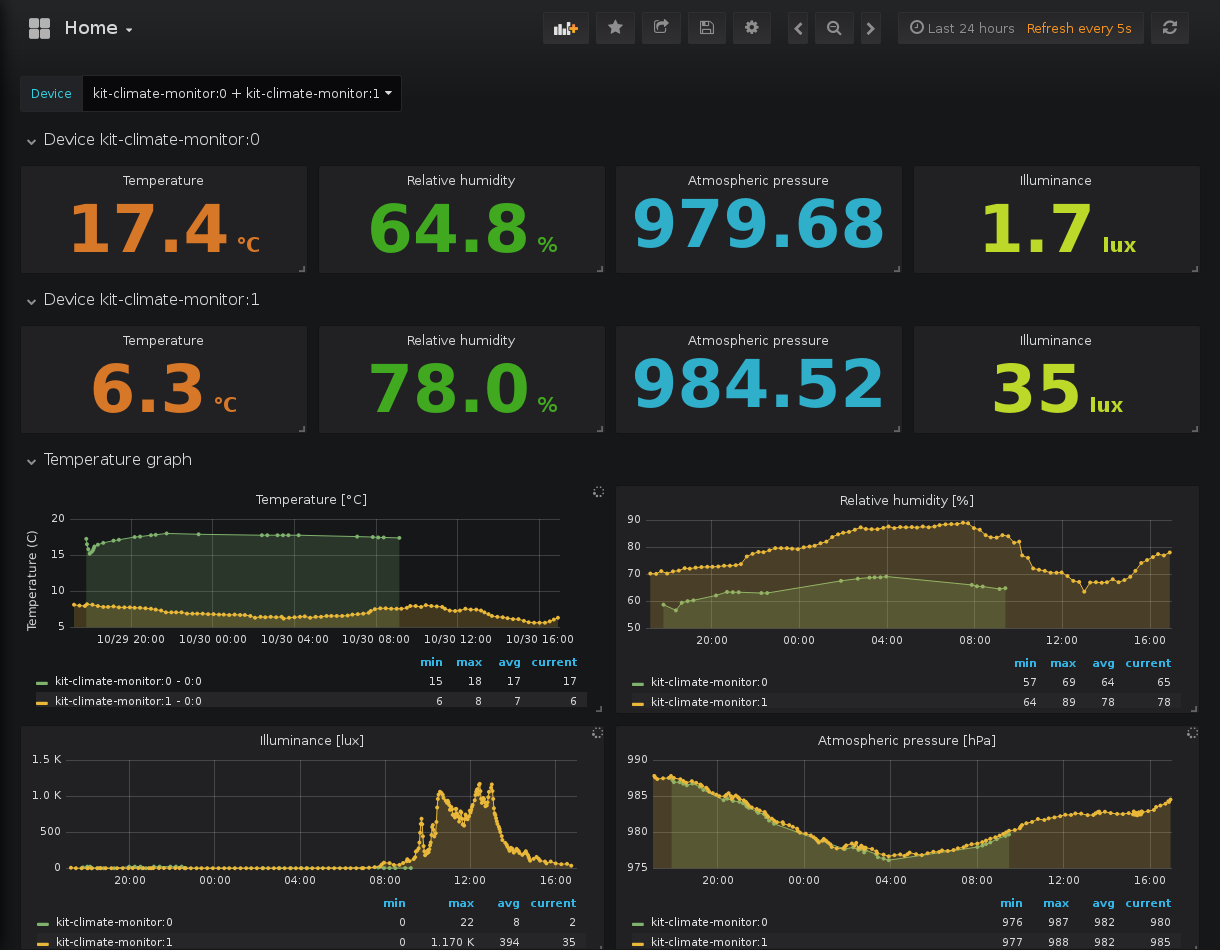 Home
Last 24 hours Refresh every 5s
Device kit-climate-monitor:0 + kit-climate-monitor:1
Device kit-climate-monitor:0
Temperature Relative humidity Atmospheric pressure Illuminance
17.4 °C 64.8 % 979.68 1.7 lux
Device kit-climate-monitor:1
Temperature Relative humidity Atmospheric pressure Illuminance
6.3 °C 78.0 % 984.52 35 lux
Temperature graph
Temperature [°C]
Temperature (C)
20
15
10
5
10/29 20:00 10/30 00:00 10/30 04:00 10/30 08:00 10/30 12:00 10/30 16:00
min max avg current
kit-climate-monitor:0 - 0:0 15 18 17 17
kit-climate-monitor:1 - 0:0 6 8 7 6
Relative humidity [%]
90
80
70
60
50
20:00 00:00 04:00 08:00 12:00 16:00
min max avg current
kit-climate-monitor:0 57 69 64 65
kit-climate-monitor:1 64 89 78 78
Illuminance [lux]
1.5 K
1.0 K
500
0
20:00 00:00 04:00 08:00 12:00 16:00
min max avg current
kit-climate-monitor:0 0 22 8 2
kit-climate-monitor:1 0 1.170 K 394 35
Atmospheric pressure [hPa]
990
985
980
975
20:00 00:00 04:00 08:00 12:00 16:00
min max avg current
kit-climate-monitor:0 976 987 982 980
kit-climate-monitor:1 977 988 982 985